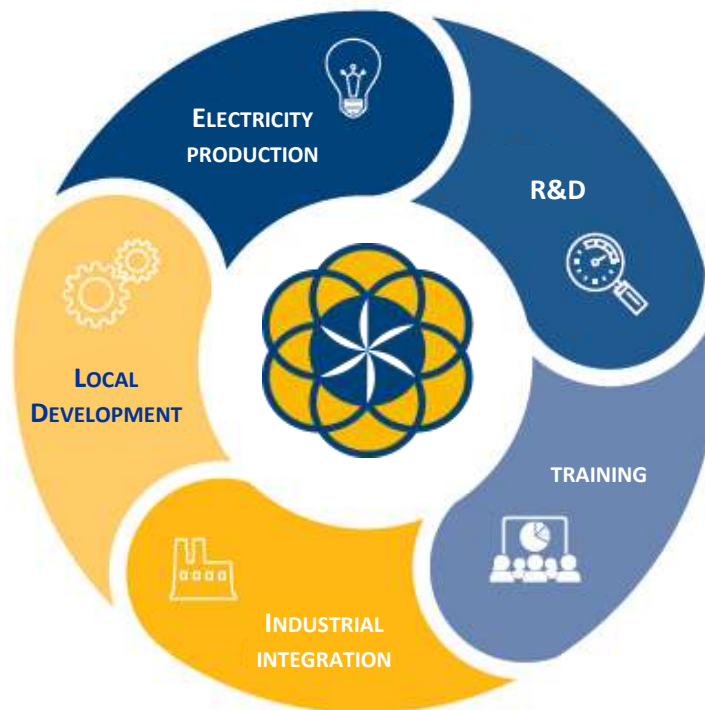 ELECTRICITY
PRODUCTION
R&D
TRAINING
INDUSTRIAL
INTEGRATION
LOCAL
DEVELOPMENT